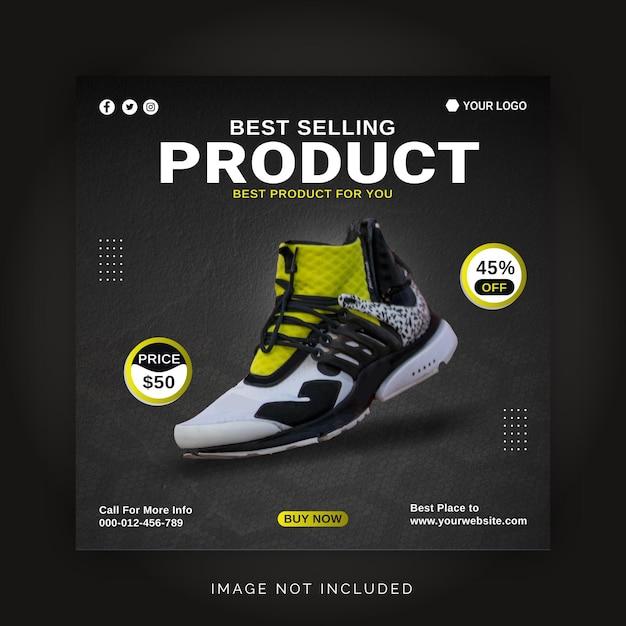 YOUR LOGO
BEST SELLING
PRODUCT
BEST PRODUCT FOR YOU
45%
OFF
PRICE
$50
Call For More Info
000-012-456-789
BUY NOW
Best Place to
www.yourwebsite.com
IMAGE NOT INCLUDED